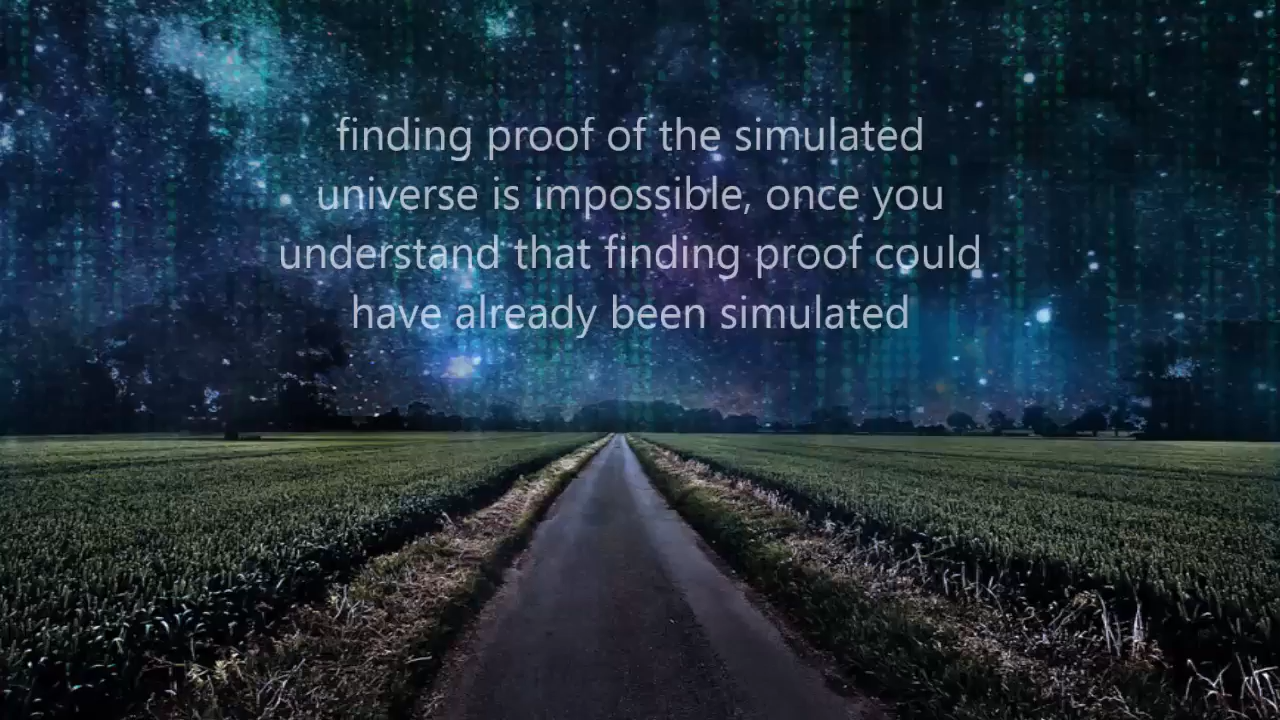 finding proof of the simulated
universe is impossible, once you
understand that finding proof could
have already been simulated